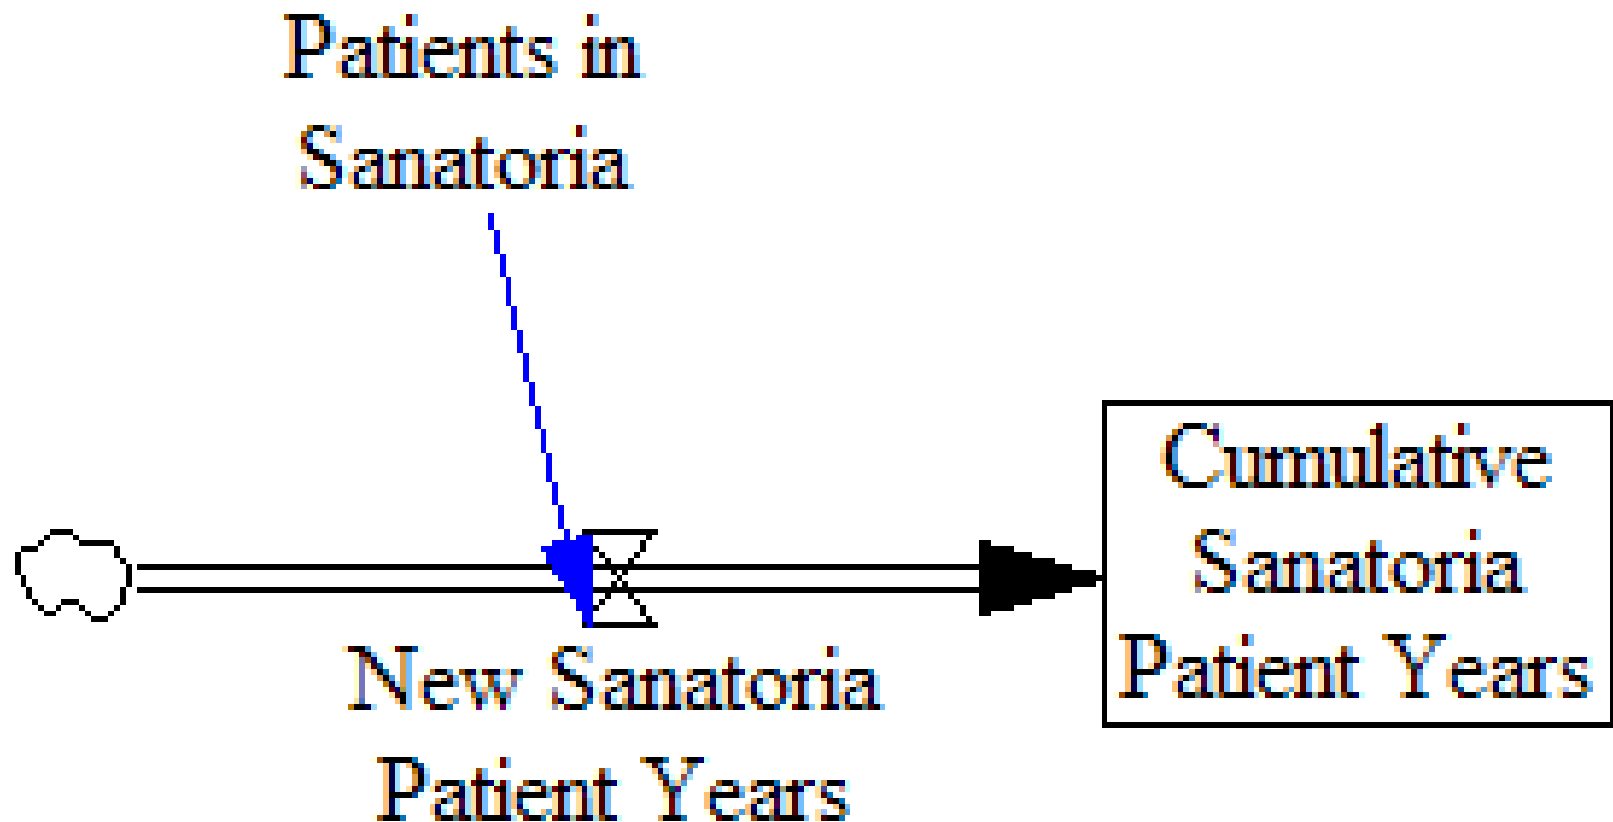 Patients in
Sanatoria
New Sanatoria
Patient Years
Cumulative
Sanatoria
Patient Years